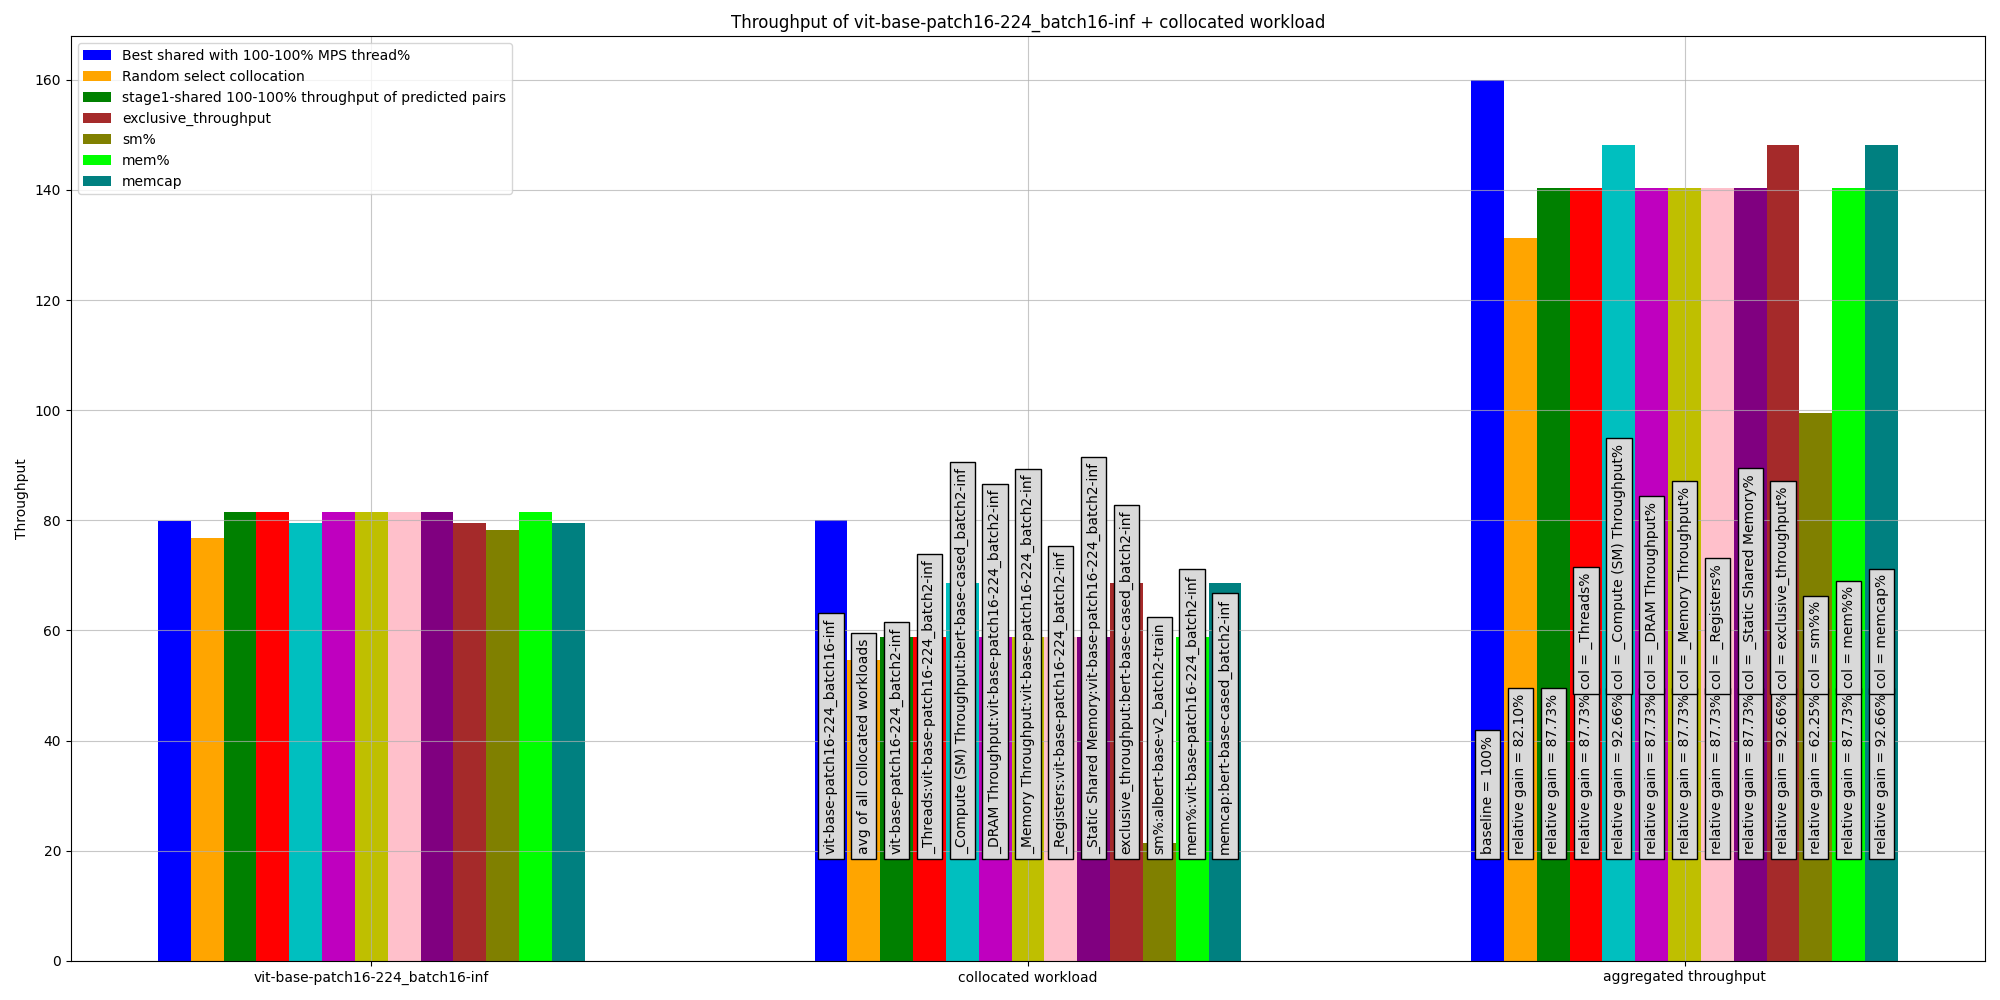 Throughput of vit-base-patch16-224_batch16-inf + collocated workload
Best shared with 100-100% MPS thread%
Random select collocation
stage1-shared 100-100% throughput of predicted pairs
exclusive_throughput
sm%
mem%
memcap
Throughput
160
140
120
100
80
60
40
20
0
vit-base-patch16-224_batch16-inf
avg of all collocated workloads
vit-base-patch16-224_batch2-inf
_Threads:vit-base-patch16-224_batch2-inf
_Compute (SM) Throughput:bert-base-cased_batch2-inf
_DRAM Throughput:vit-base-patch16-224_batch2-inf
_Memory Throughput:vit-base-patch16-224_batch2-inf
_Registers:vit-base-patch16-224_batch2-inf
_Static Shared Memory:vit-base-patch16-224_batch2-inf
exclusive_throughput:bert-base-cased_batch2-inf
sm%:albert-base-v2_batch2-train
mem%:vit-base-patch16-224_batch2-inf
memcap:bert-base-cased_batch2-inf
baseline = 100%
relative gain = 82.10%
relative gain = 87.73%
relative gain = 87.73%
col = _Threads%
relative gain = 92.66%
col = _Compute (SM) Throughput%
relative gain = 87.73%
col = _DRAM Throughput%
relative gain = 87.73%
col = _Memory Throughput%
relative gain = 87.73%
col = _Registers%
relative gain = 87.73%
col = _Static Shared Memory%
relative gain = 92.66%
col = exclusive_throughput%
relative gain = 62.25%
col = sm%%
relative gain = 87.73%
col = mem%%
relative gain = 92.66%
col = memcap%
vit-base-patch16-224_batch16-inf
collocated workload
aggregated throughput